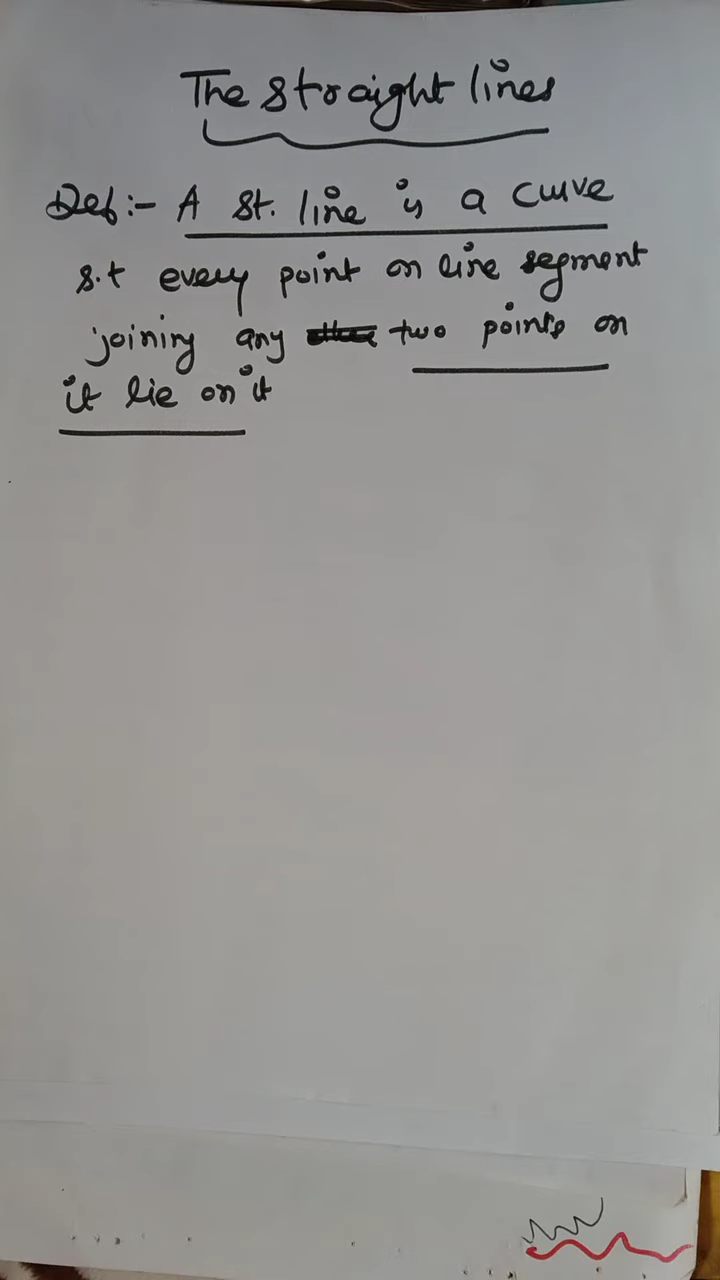 The straight lines
Def:- A st. line is a curve
s.t every point on line segment
joining any two points on
it lie on it